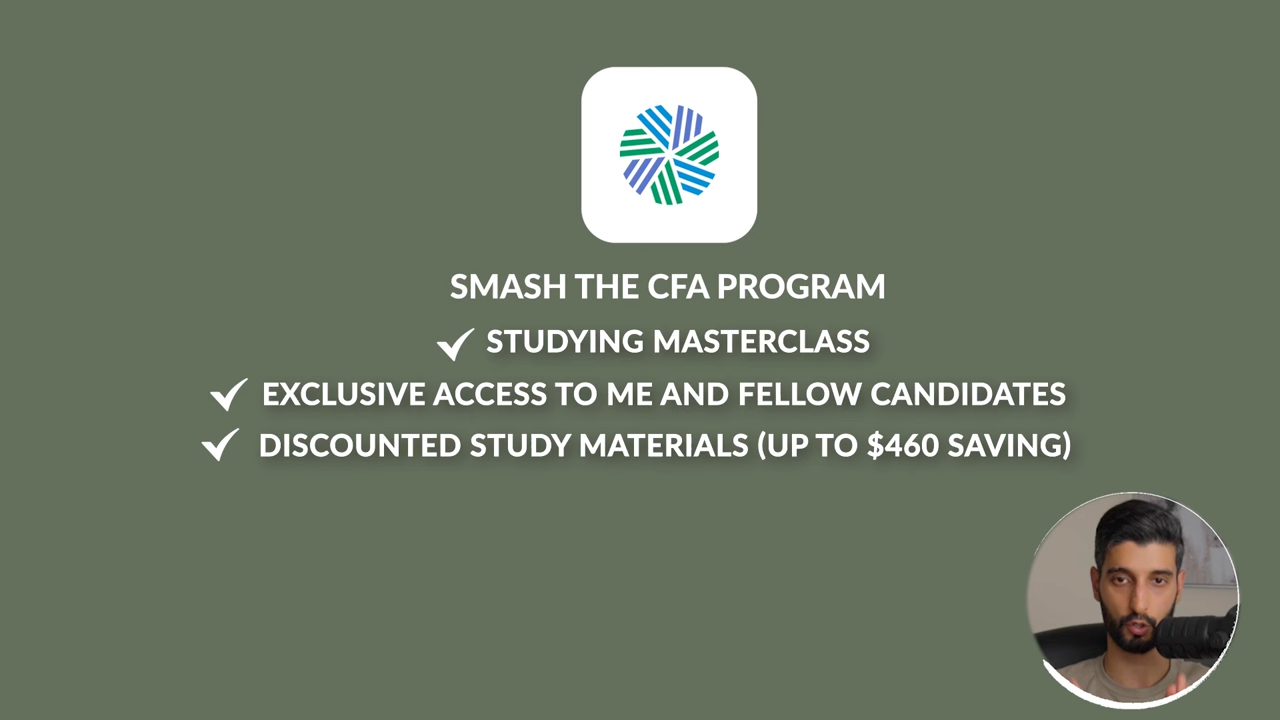 SMASH THE CFA PROGRAM
STUDYING MASTERCLASS
EXCLUSIVE ACCESS TO ME AND FELLOW CANDIDATES
DISCOUNTED STUDY MATERIALS (UP TO $460 SAVING)